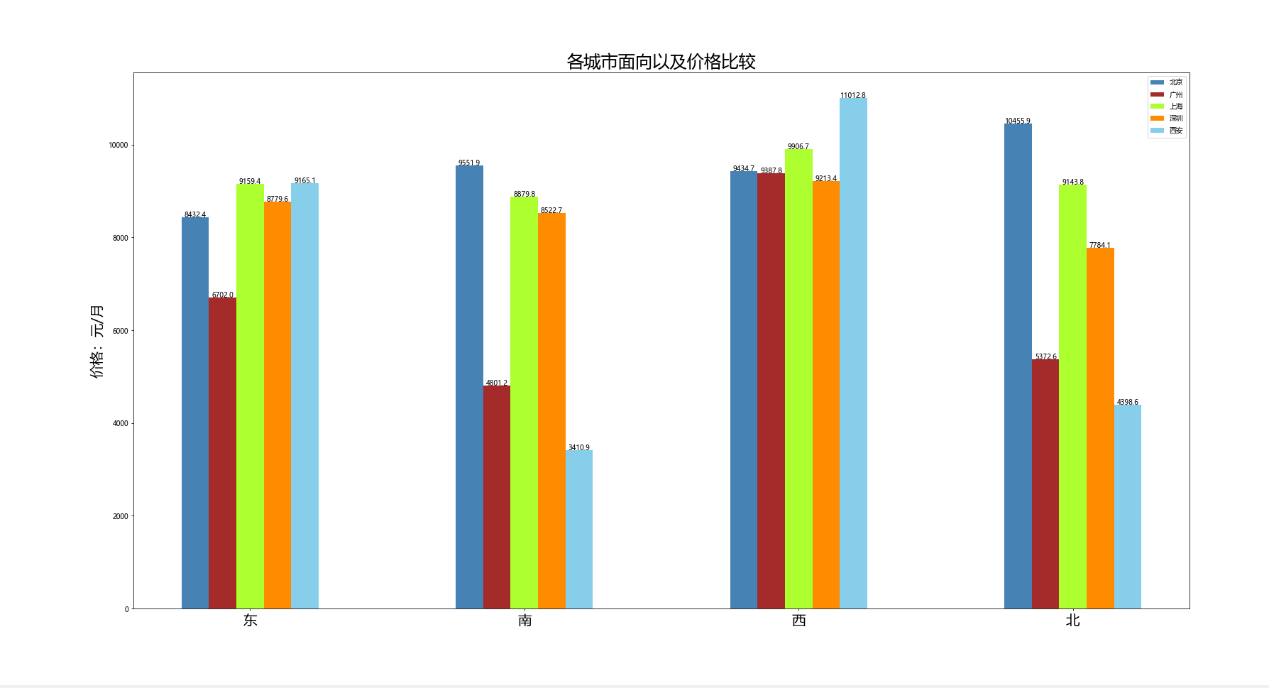 各城市面向以及价格比较
北京
广州
上海
深圳
西安
价格：元/月
10000
8000
6000
4000
2000
0
8432.4
6702.0
9159.4
8779.6
9165.1
9551.9
4801.2
8879.8
8522.7
3410.9
9434.7
9387.8
9906.7
9213.4
11012.8
10455.9
5372.6
9143.8
7784.1
4398.6
东
南
西
北